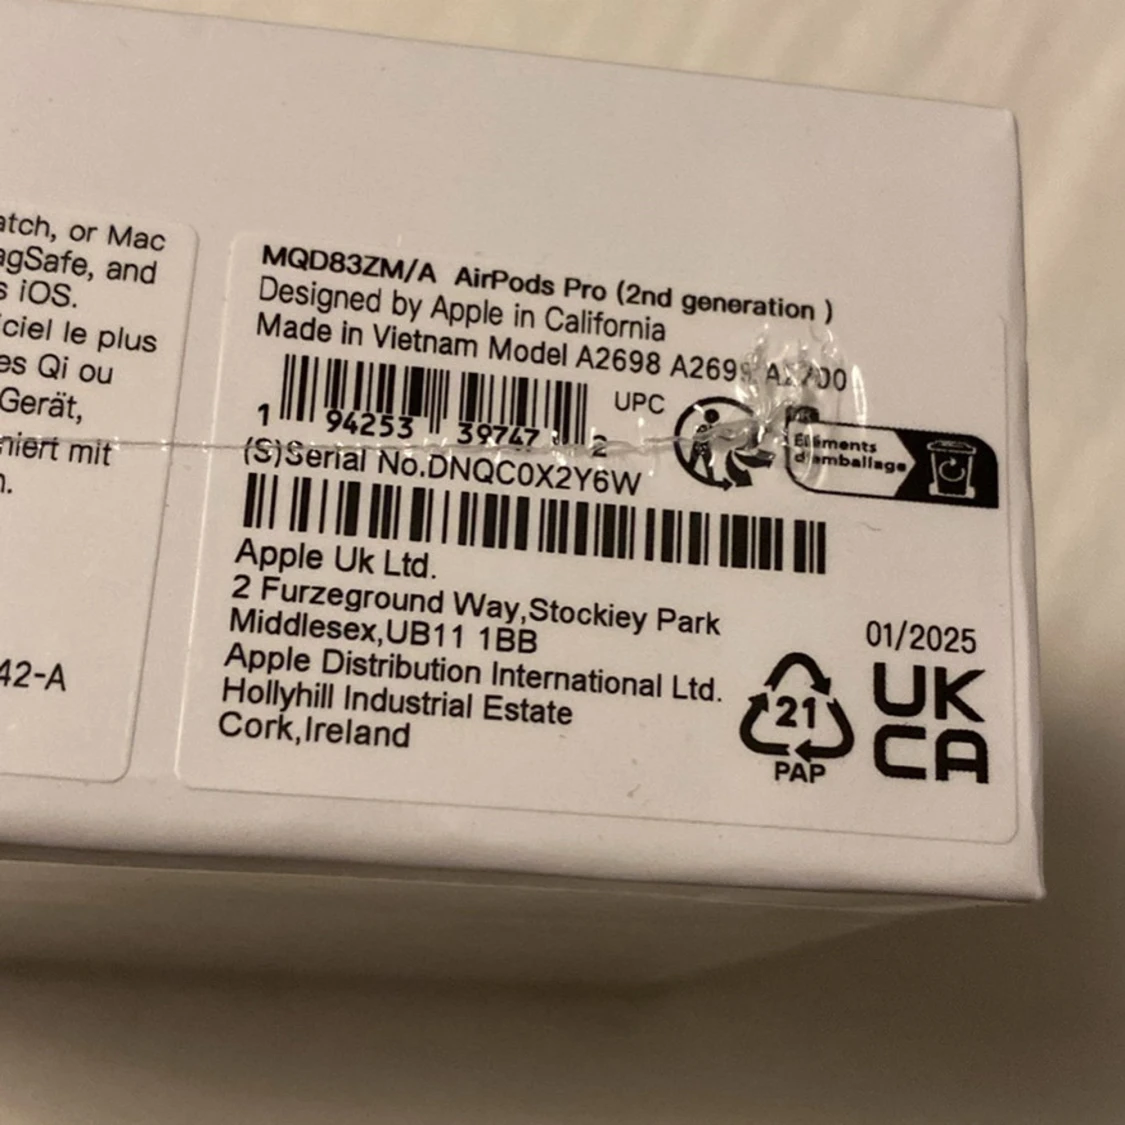 atch, or Mac
agSafe, and
s iOS.
ciel le plus
es Qi ou
Gerät,
niert mit
n.
42-A
MQD83ZM/A AirPods Pro (2nd generation )
Designed by Apple in California
Made in Vietnam Model A2698 A2699
UPC
1 94253 39747 2
Éléments
d'emballage
(S)Serial No.DNQC0X2Y6W
Apple Uk Ltd.
2 Furzeground Way,Stockiey Park
Middlesex,UB11 1BB
Apple Distribution International Ltd.
Hollyhill Industrial Estate
Cork,Ireland
01/2025
21
PAP
UK
CA